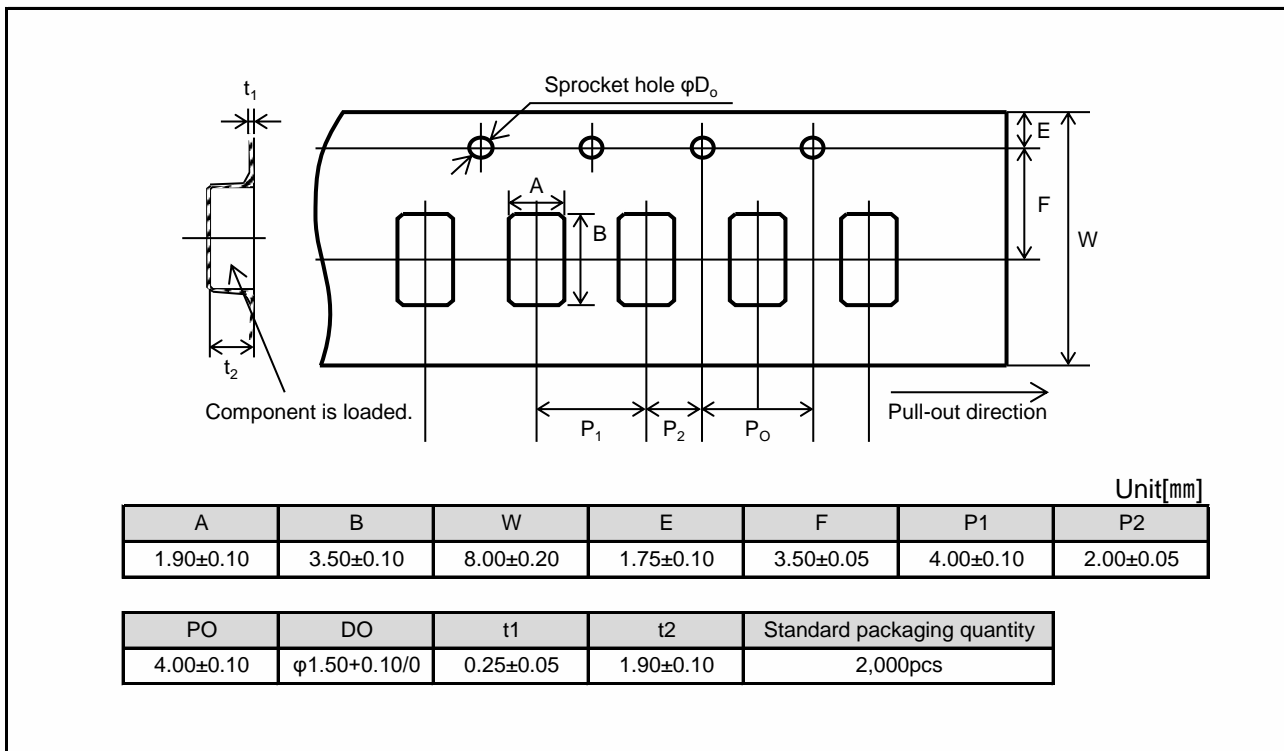 Sprocket hole φDo
t1
E
A
F
B
W
t2
Component is loaded.
Pull-out direction
P1
P2
PO
Unit[㎜]
A B W E F P1 P2
1.90±0.10 3.50±0.10 8.00±0.20 1.75±0.10 3.50±0.05 4.00±0.10 2.00±0.05
PO DO t1 t2 Standard packaging quantity
4.00±0.10 φ1.50+0.10/0 0.25±0.05 1.90±0.10 2,000pcs